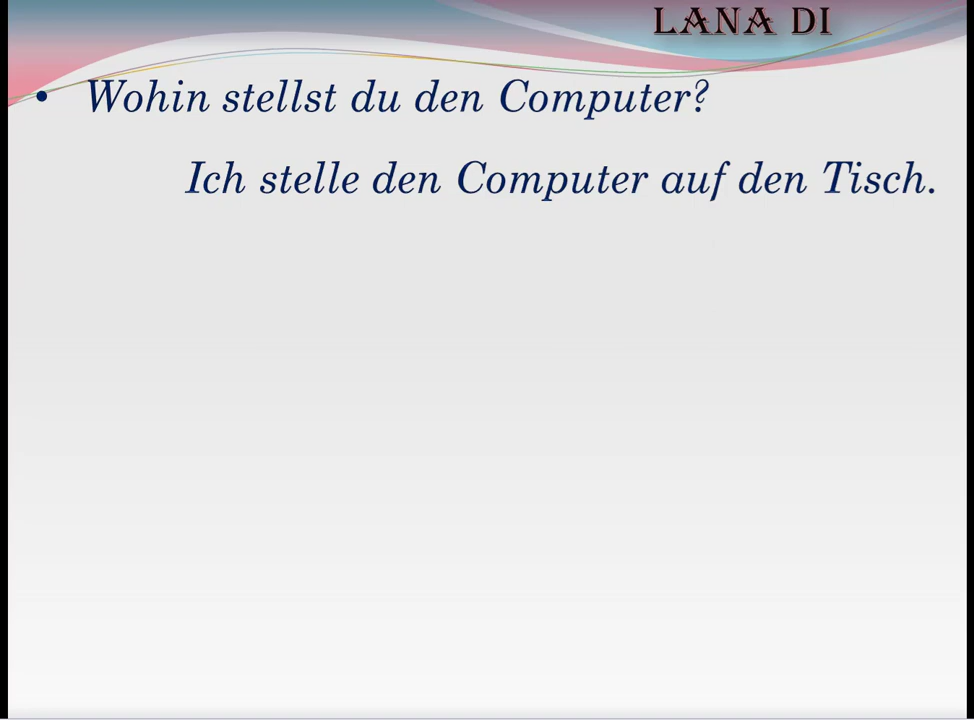 LANA DI
• Wohin stellst du den Computer?
Ich stelle den Computer auf den Tisch.